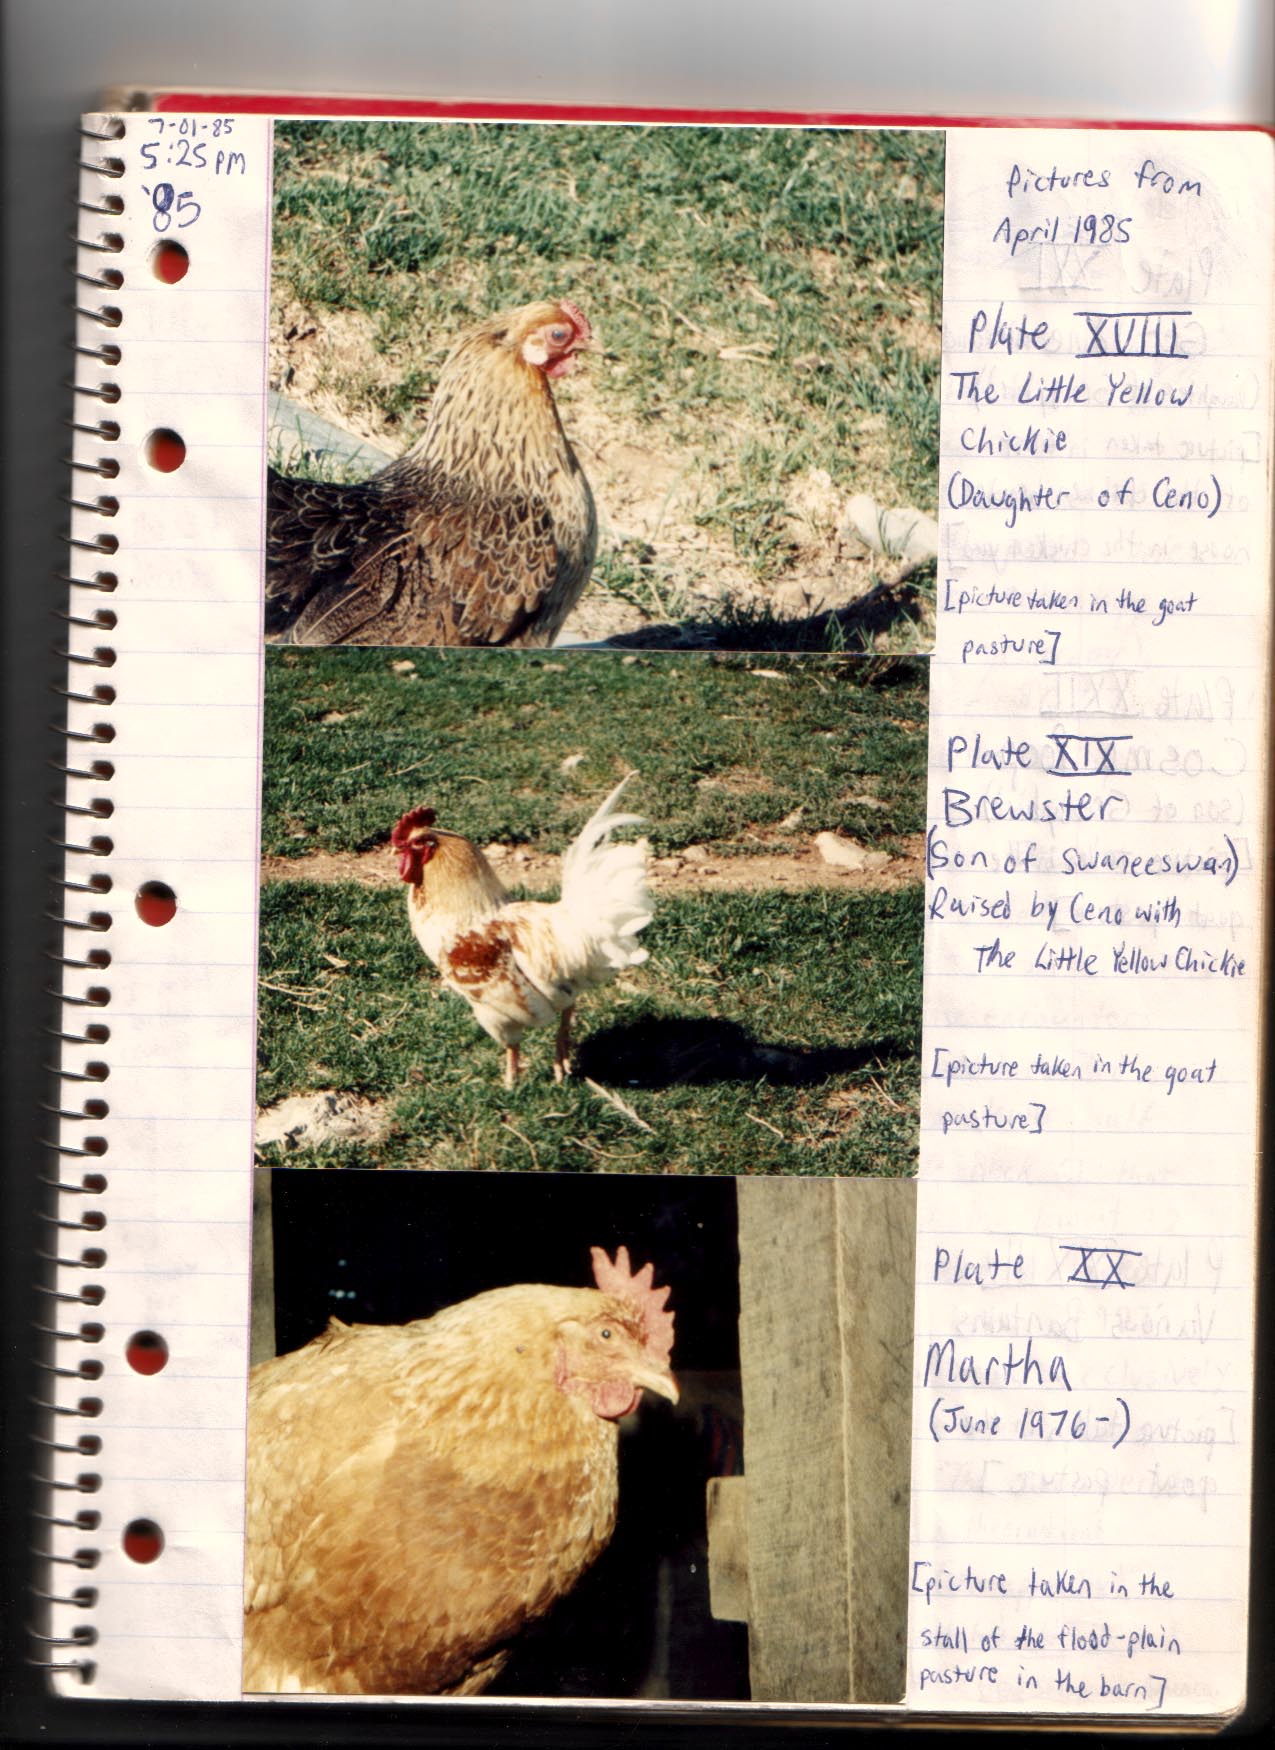 7-01-85
5:25 pm
'85
Pictures from
April 1985
Plate XVIII
The Little Yellow
Chickie
(Daughter of Ceno)
[picture taken in the goat
pasture]
Plate XIX
Brewster
(Son of Swaneeswan)
Raised by Ceno with
The Little Yellow Chickie
[picture taken in the goat
pasture]
Plate XX
Martha
(June 1976-)
[picture taken in the
stall of the flood-plain
pasture in the barn]